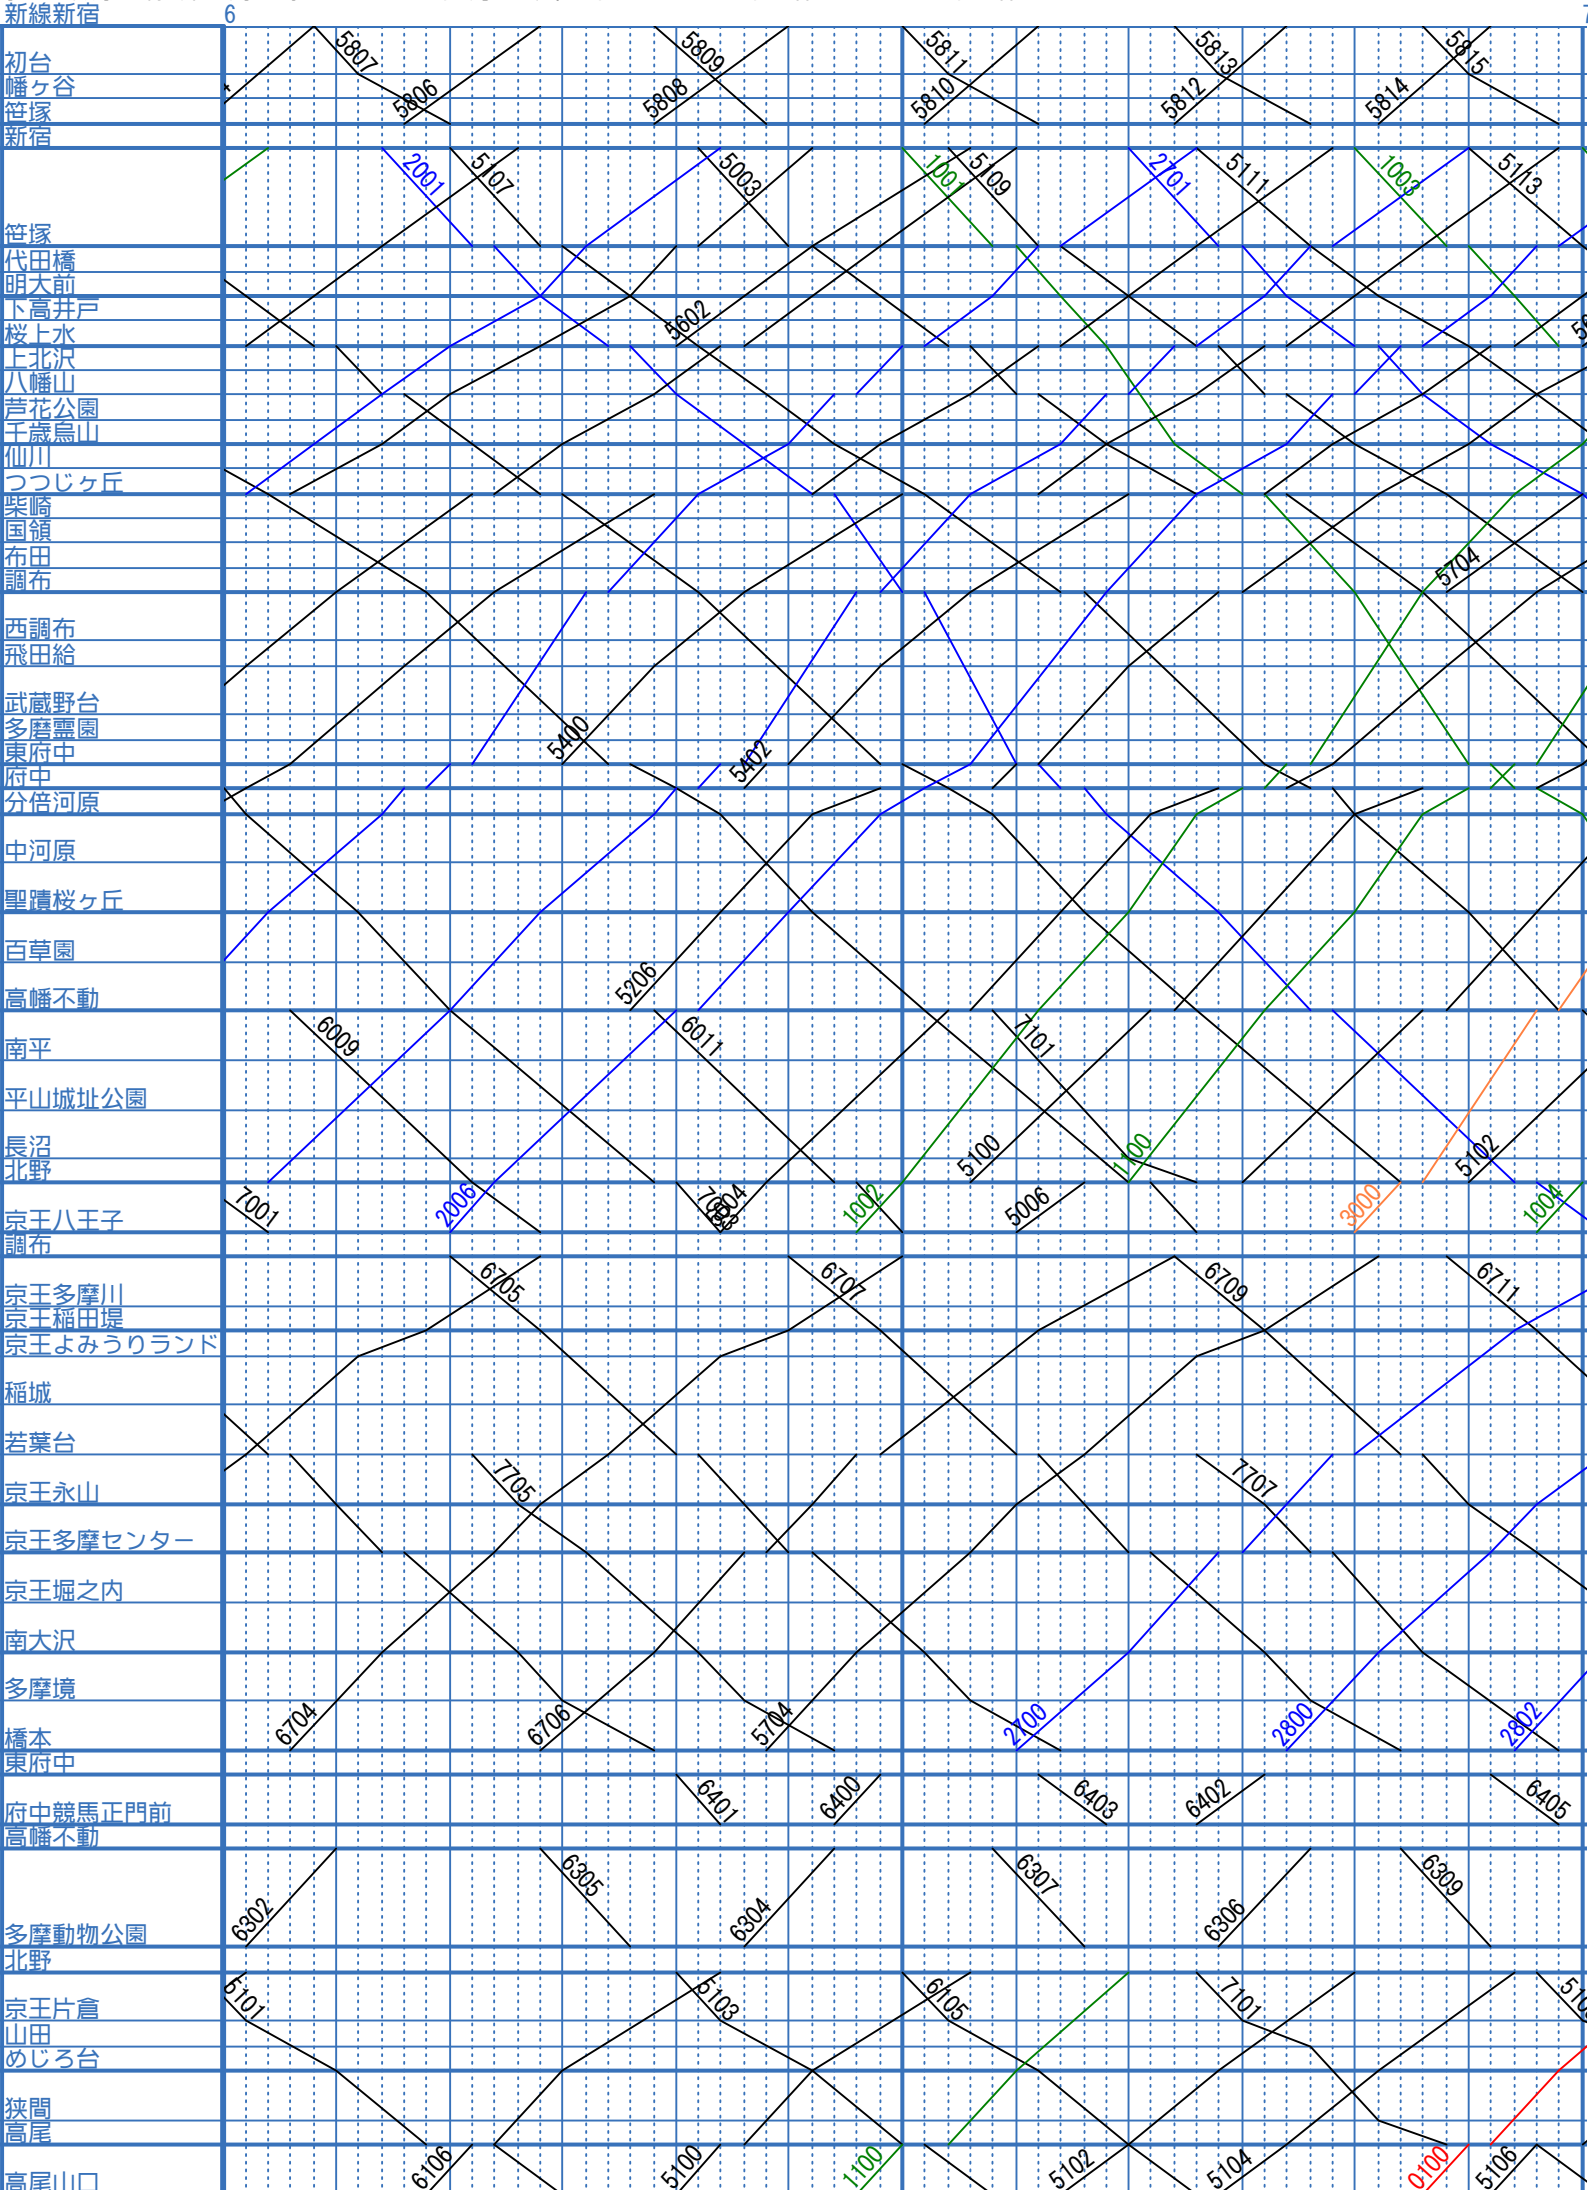 新線新宿 6 7
初台 5807 5809 5811 5813 5815
幡ヶ谷 5806 5808 5810 5812 5814
笹塚
新宿
2001 5107 5003 1001 5109 2701 5111 1003 5113
笹塚
代田橋
明大前
下高井戸 5602
桜上水
上北沢
八幡山
芦花公園
千歳烏山
仙川
つつじヶ丘
柴崎
国領
布田 5704
調布
西調布
飛田給
武蔵野台
多磨霊園 5400
東府中 5402
府中
分倍河原
中河原
聖蹟桜ヶ丘
百草園
高幡不動 5206
南平 6009 6011 7101
平山城址公園
長沼 5100 1100 5102
北野
京王八王子 7001 2006 1002 5006 3000 1004
調布
京王多摩川 6705 6707 6709 6711
京王稲田堤
京王よみうりランド
稲城
若葉台
京王永山 7705 7707
京王多摩センター
京王堀之内
南大沢
多摩境
橋本 6704 6706 5704 2700 2800 2802
東府中
府中競馬正門前 6401 6400 6403 6402 6405
高幡不動
6305 6307 6309
多摩動物公園 6302 6304 6306
北野
京王片倉 5101 5103 6105 7101
山田
めじろ台
狭間
高尾
高尾山口 6106 5100 1100 5102 5104 0100 5106